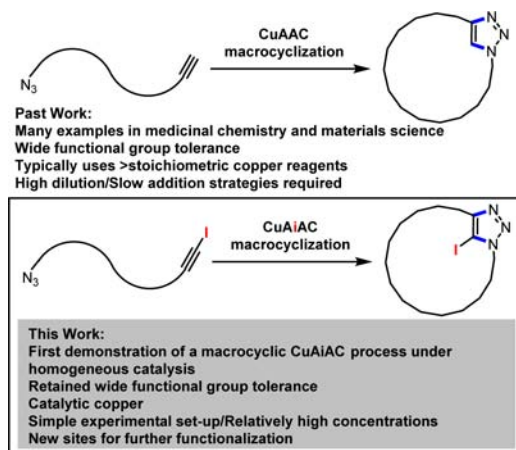 CuAAC
macrocyclization
N
N
N
N3
Past Work:
Many examples in medicinal chemistry and materials science
Wide functional group tolerance
Typically uses >stoichiometric copper reagents
High dilution/Slow addition strategies required
I
CuAiAC
macrocyclization
N
N
I
N
N3
This Work:
First demonstration of a macrocyclic CuAiAC process under
homogeneous catalysis
Retained wide functional group tolerance
Catalytic copper
Simple experimental set-up/Relatively high concentrations
New sites for further functionalization